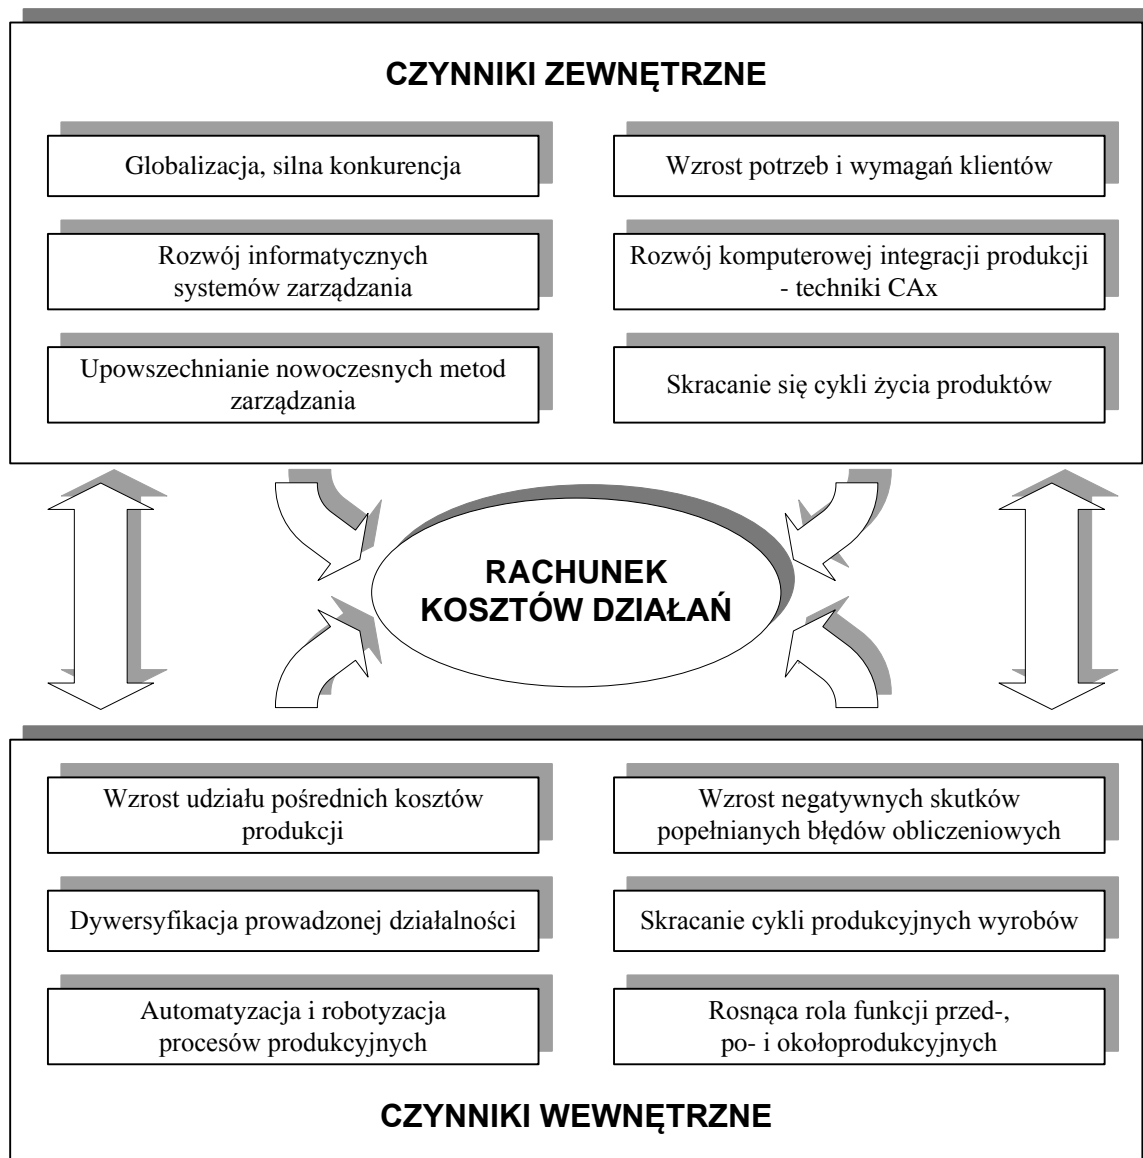 CZYNNIKI ZEWNĘTRZNE
Globalizacja, silna konkurencja
Wzrost potrzeb i wymagań klientów
Rozwój informatycznych
systemów zarządzania
Rozwój komputerowej integracji produkcji
- techniki CAx
Upowszechnianie nowoczesnych metod
zarządzania
Skracanie się cykli życia produktów
RACHUNEK
KOSZTÓW DZIAŁAŃ
Wzrost udziału pośrednich kosztów
produkcji
Wzrost negatywnych skutków
popełnianych błędów obliczeniowych
Dywersyfikacja prowadzonej działalności
Skracanie cykli produkcyjnych wyrobów
Automatyzacja i robotyzacja
procesów produkcyjnych
Rosnąca rola funkcji przed-,
po- i okołoprodukcyjnych
CZYNNIKI WEWNĘTRZNE